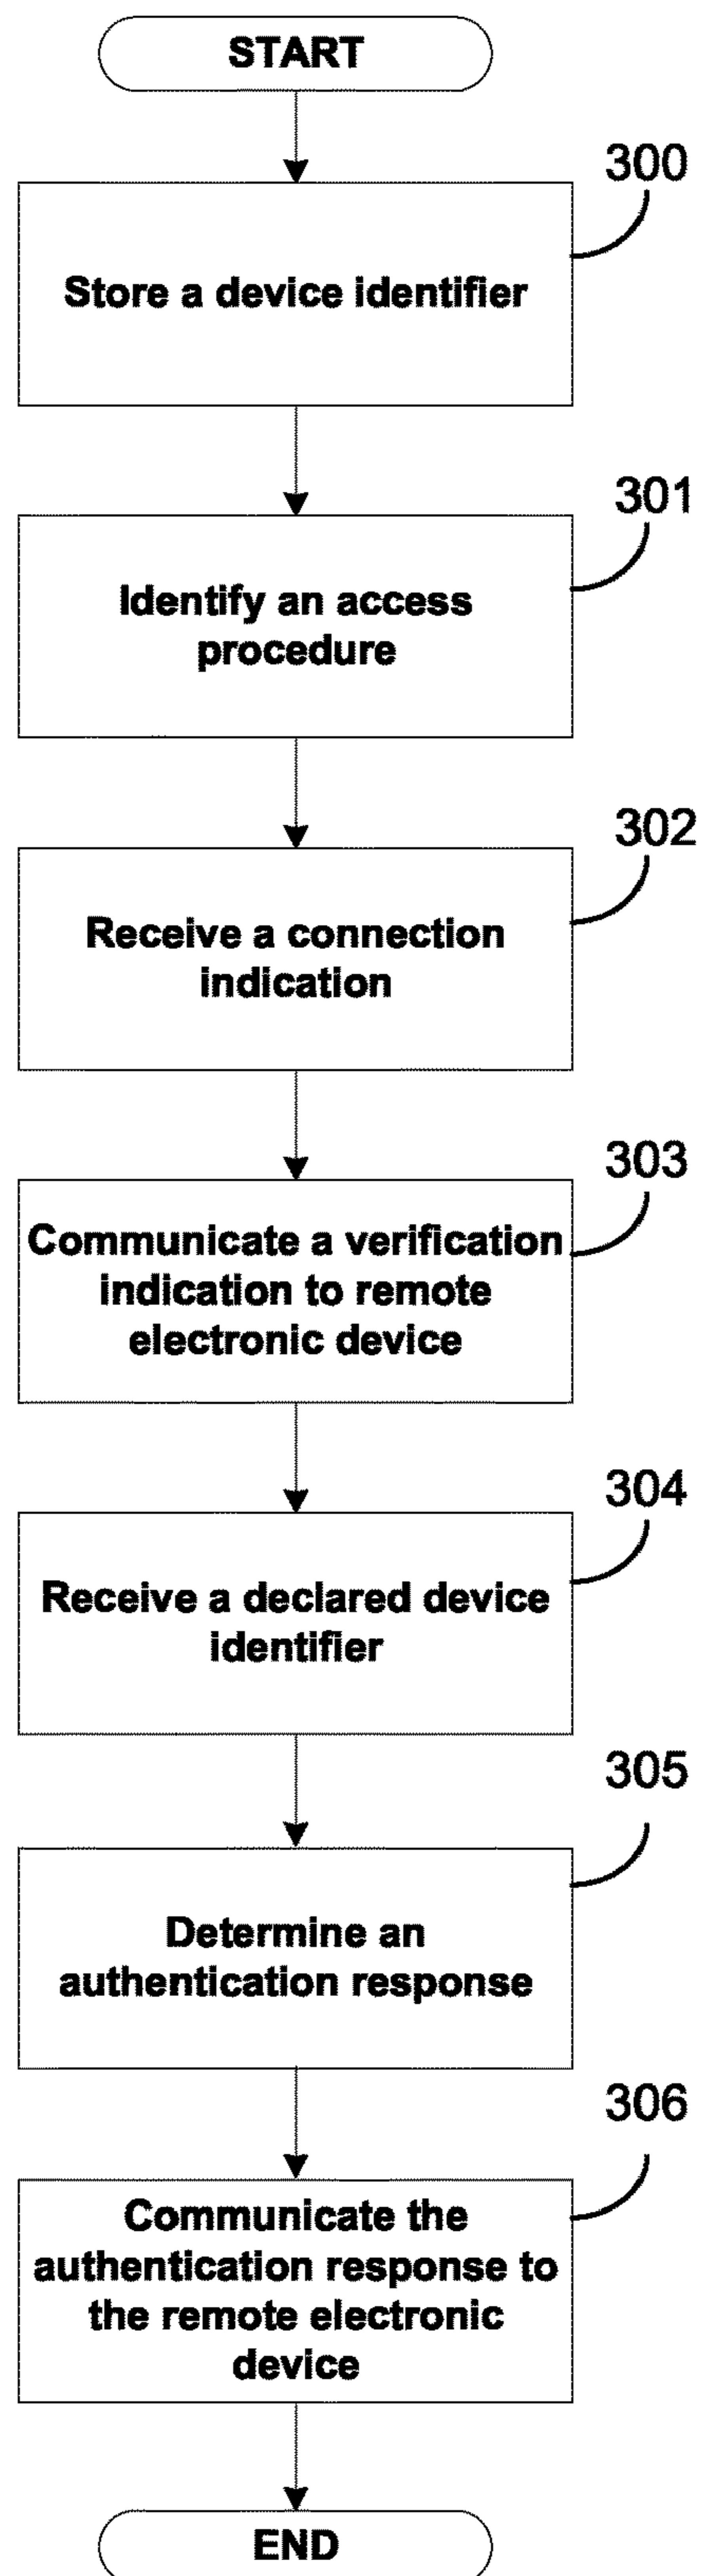 START
300
Store a device identifier
301
Identify an access
procedure
302
Receive a connection
indication
303
Communicate a verification
indication to remote
electronic device
304
Receive a declared device
identifier
305
Determine an
authentication response
306
Communicate the
authentication response to
the remote electronic
device
END